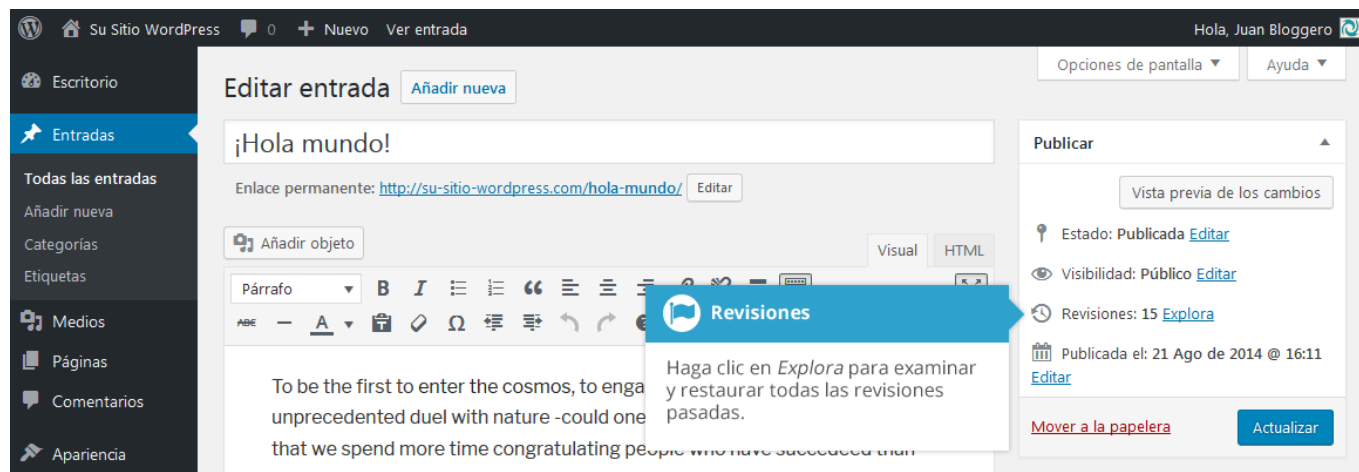 Su Sitio WordPress 0 + Nuevo Ver entrada Hola, Juan Bloggero
Escritorio
Entradas
Todas las entradas
Añadir nueva
Categorías
Etiquetas
Medios
Páginas
Comentarios
Apariencia
Opciones de pantalla Ayuda
Editar entrada Añadir nueva
¡Hola mundo!
Enlace permanente: http://su-sitio-wordpress.com/hola-mundo/ Editar
Añadir objeto
Visual HTML
Párrafo B I
ABC A Ω
To be the first to enter the cosmos, to enga
unprecedented duel with nature -could one
that we spend more time congratulating people who have succeeded than
Revisiones
Haga clic en Explora para examinar
y restaurar todas las revisiones
pasadas.
Publicar
Vista previa de los cambios
Estado: Publicada Editar
Visibilidad: Público Editar
Revisiones: 15 Explora
Publicada el: 21 Ago de 2014 @ 16:11
Editar
Mover a la papelera Actualizar